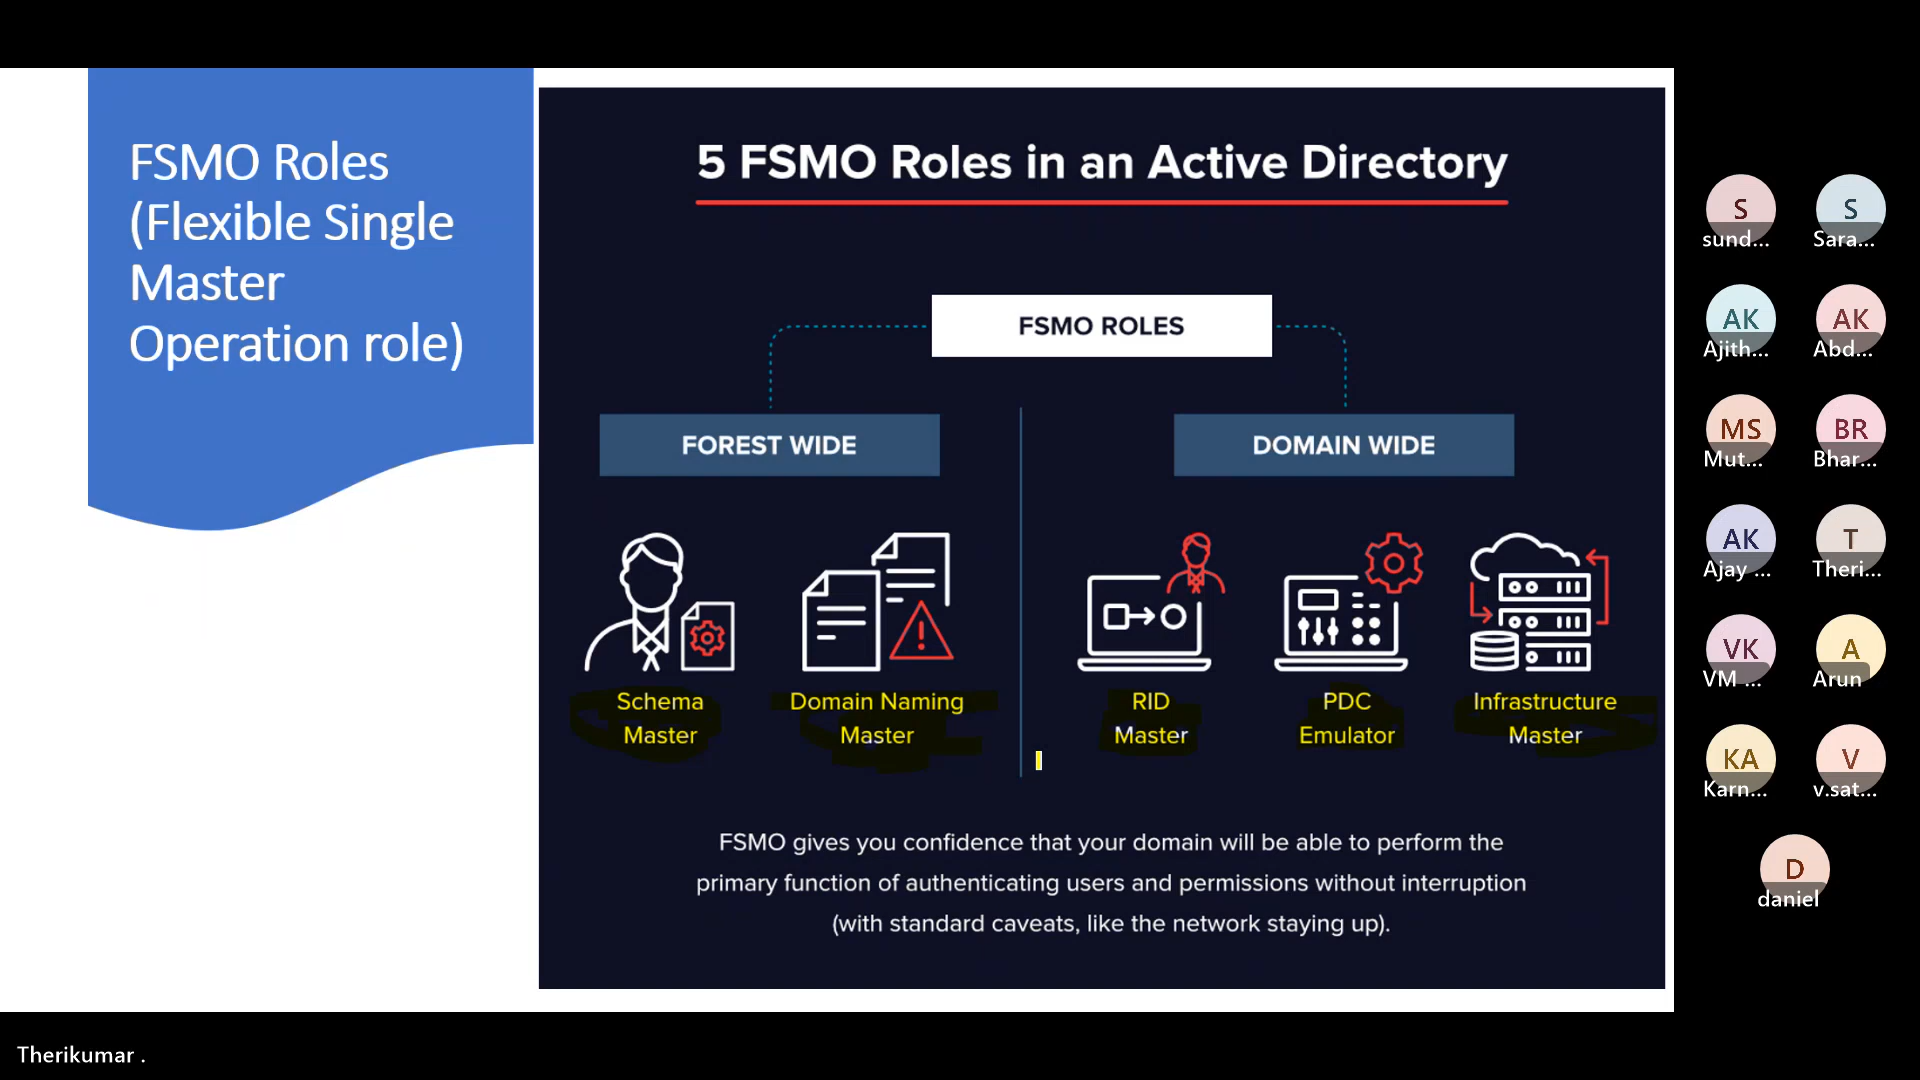 FSMO Roles
(Flexible Single
Master
Operation role)
5 FSMO Roles in an Active Directory
FSMO ROLES
FOREST WIDE
DOMAIN WIDE
Schema
Master
Domain Naming
Master
RID
Master
PDC
Emulator
Infrastructure
Master
FSMO gives you confidence that your domain will be able to perform the
primary function of authenticating users and permissions without interruption
(with standard caveats, like the network staying up).
S
sund...
S
Sara...
AK
Ajith...
AK
Abd...
MS
Mut...
BR
Bhar...
AK
Ajay ...
T
Theri...
VK
VM ...
A
Arun
KA
Karn...
V
v.sat...
D
daniel
Therikumar .